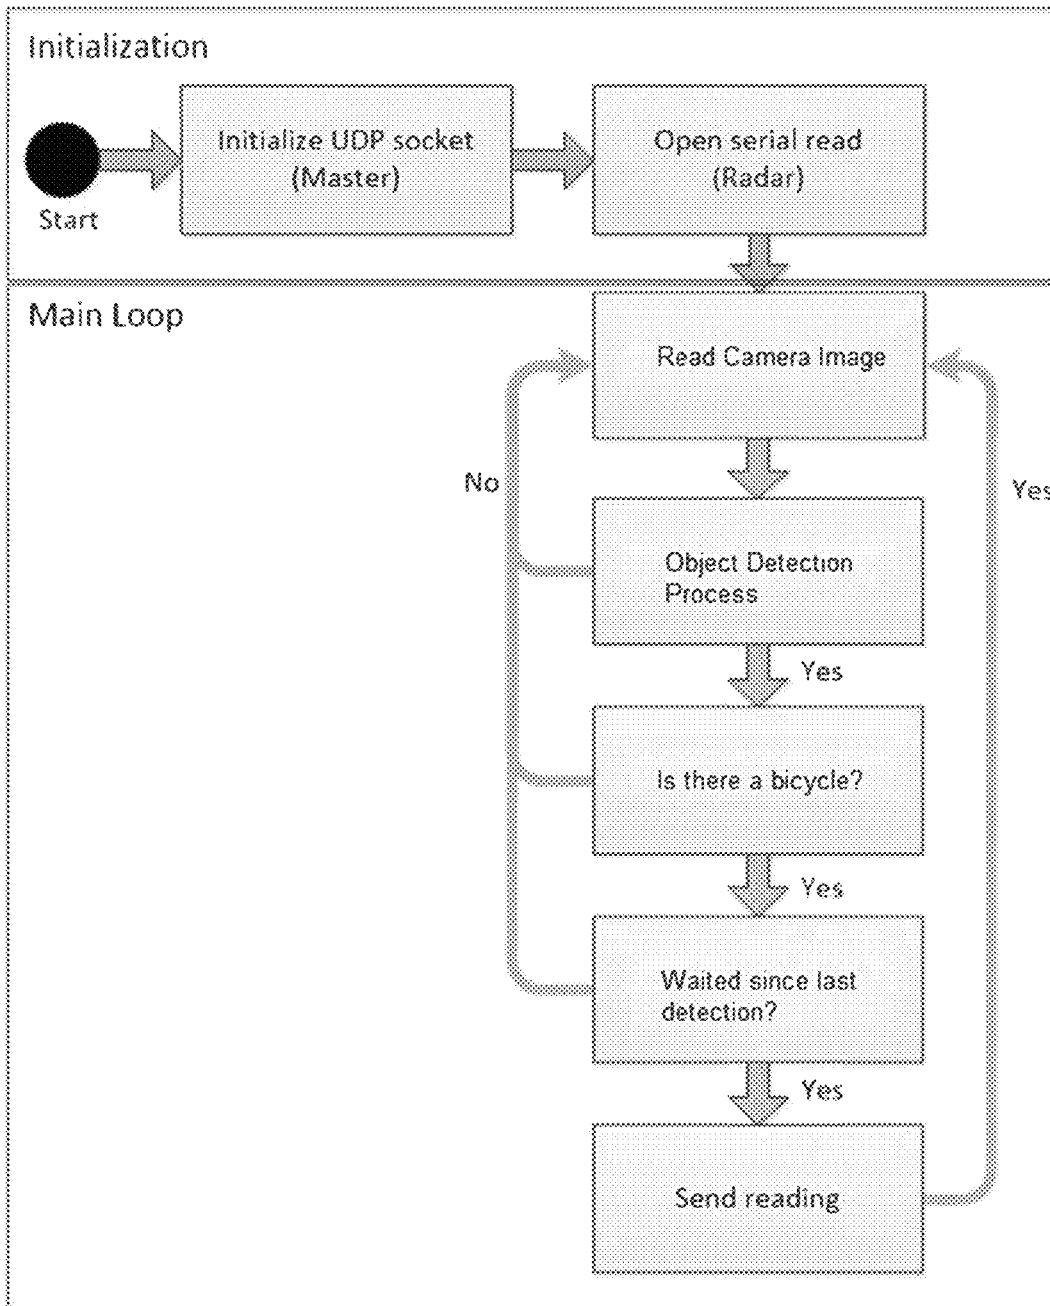 Initialization
Start
Initialize UDP socket
(Master)
Open serial read
(Radar)
Main Loop
Read Camera Image
No
Yes
Object Detection
Process
Yes
Is there a bicycle?
Yes
Waited since last
detection?
Yes
Send reading